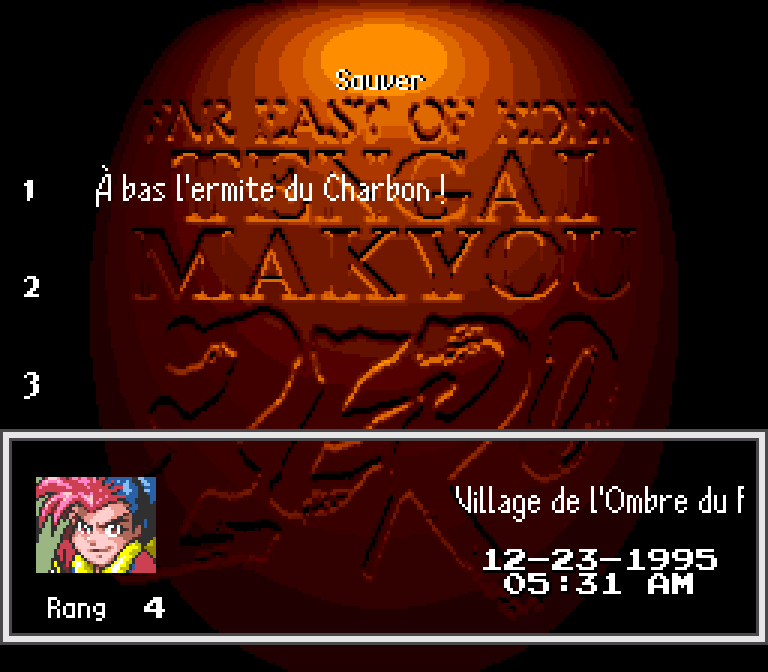 Sauver
FAR EAST OF EDEN
TENGAI
MAKYOU
ZERO
1 À bas l'ermite du Charbon !
2
3
Village de l'Ombre du F
12-23-1995
05:31 AM
Rang 4